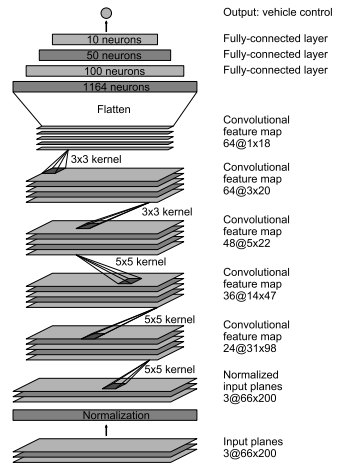 Output: vehicle control
10 neurons
Fully-connected layer
50 neurons
Fully-connected layer
100 neurons
Fully-connected layer
1164 neurons
Flatten
Convolutional
feature map
64@1x18
3x3 kernel
Convolutional
feature map
64@3x20
3x3 kernel
Convolutional
feature map
48@5x22
5x5 kernel
Convolutional
feature map
36@14x47
5x5 kernel
Convolutional
feature map
24@31x98
5x5 kernel
Normalized
input planes
3@66x200
Normalization
Input planes
3@66x200